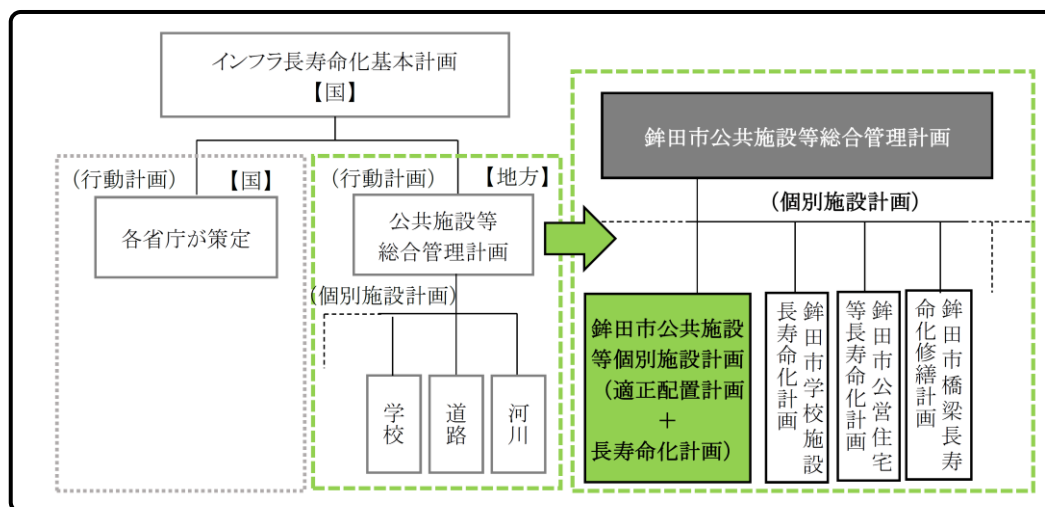 インフラ長寿命化基本計画
【国】
(行動計画)
【国】
各省庁が策定
(行動計画)
【地方】
公共施設等
総合管理計画
(個別施設計画)
学校
道路
河川
鉾田市公共施設等総合管理計画
(個別施設計画)
鉾田市公共施設
等個別施設計画
(適正配置計画
+
長寿命化計画)
鉾田市学校施設
長寿命化計画
鉾田市公営住宅
等長寿命化計画
鉾田市橋梁長寿
命化修繕計画